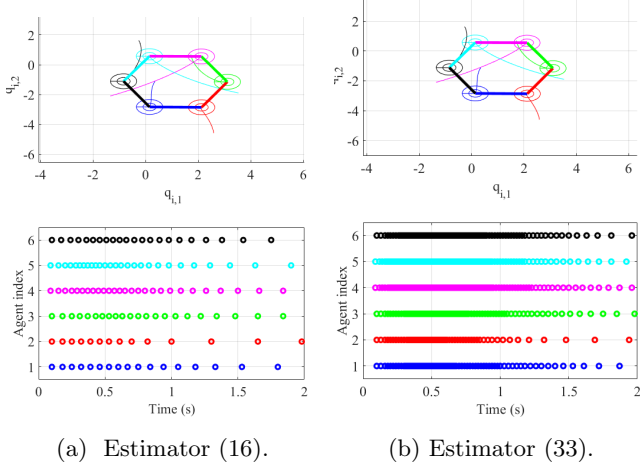 2
0
-2
-4
-6
q_{i,2}
-4 -2 0 2 4 6
q_{i,1}
2
0
-2
-4
-6
q_{i,2}
-4 -2 0 2 4 6
q_{i,1}
6
5
4
3
2
1
Agent index
0 0.5 1 1.5 2
Time (s)
6
5
4
3
2
1
Agent index
0 0.5 1 1.5 2
Time (s)
(a) Estimator (16).
(b) Estimator (33).